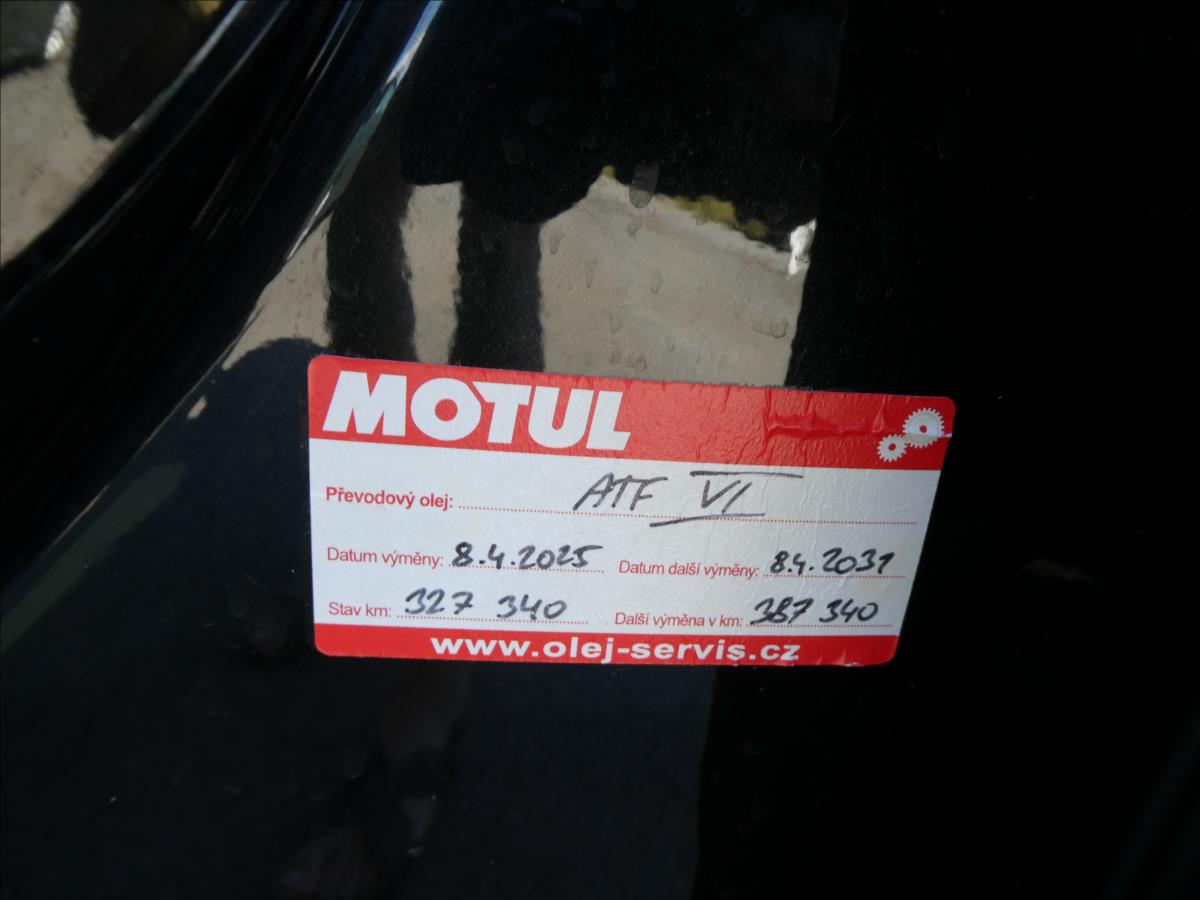 MOTUL
Převodový olej: ATF VI
Datum výměny: 8.4.2025 Datum další výměny: 8.4.2031
Stav km: 327 340 Další výměna v km: 387 340
www.olej-servis.cz